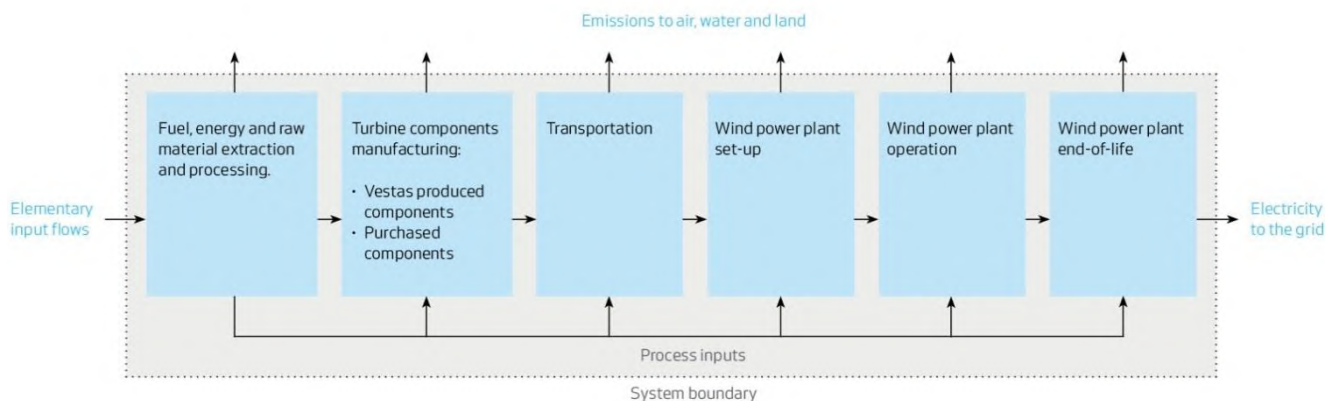 Emissions to air, water and land
Fuel, energy and raw
material extraction
and processing.
Turbine components
manufacturing:
· Vestas produced
components
· Purchased
components
Transportation
Wind power plant
set-up
Wind power plant
operation
Wind power plant
end-of-life
Elementary
input flows
Electricity
to the grid
Process inputs
System boundary